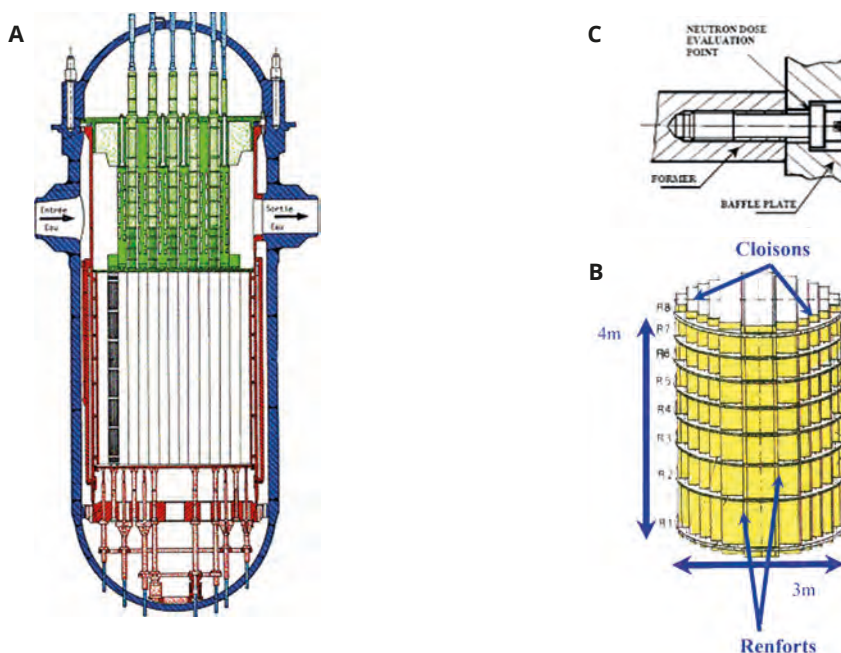 A
Entrée
Eau
Sortie
Eau
C
NEUTRON DOSE
EVALUATION
POINT
FORMER
BAFFLE PLATE
B
Cloisons
4m
R8
R7
R6
R5
R4
R3
R2
R1
3m
Renforts